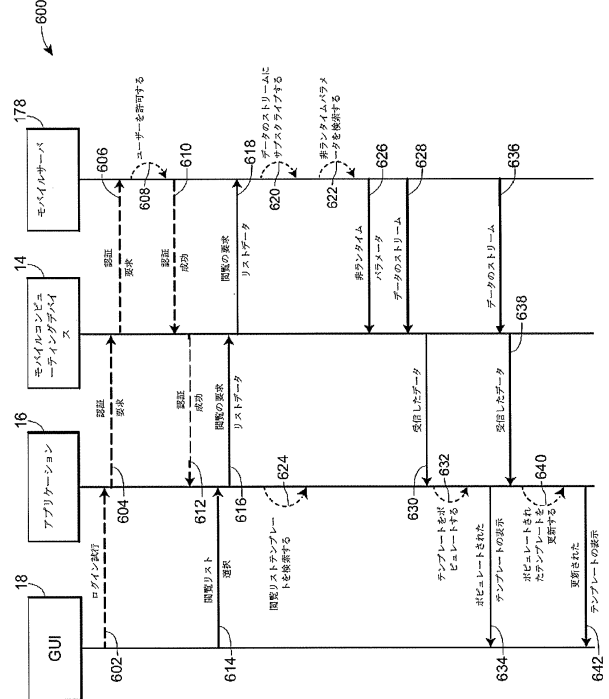 600
18
GUI
16
アプリケーション
14
モバイルコンピュ
ーティングデバイ
ス
178
モバイルサーバ
ログイン試行
602
認証
要求
604
認証
要求
606
ユーザーを許可する
608
認証
成功
610
認証
成功
612
閲覧リスト
選択
614
閲覧の要求
リストデータ
616
閲覧の要求
リストデータ
618
データのストリームに
サブスクライブする
620
非ランタイムパラメ
ータを検索する
622
閲覧リストテンプレー
トを検索する
624
非ランタイム
パラメータ
626
データのストリーム
628
受信したデータ
630
テンプレートをポ
ピュレートする
632
ポピュレートされた
テンプレートの表示
634
データのストリーム
636
受信したデータ
638
ポピュレートされ
たテンプレートを
更新する
640
更新された
テンプレートの表示
642